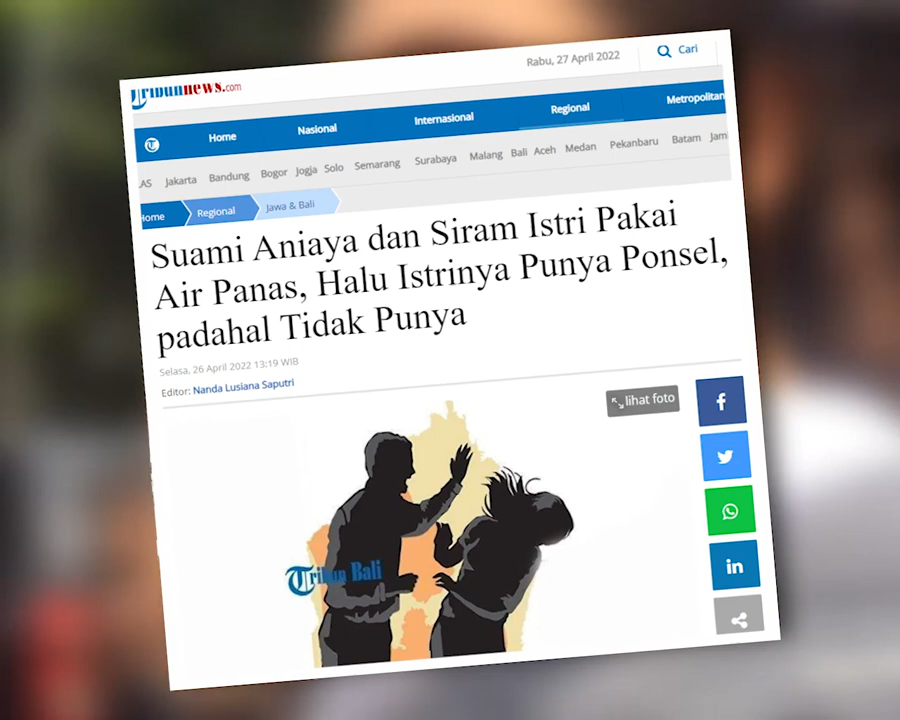 Tribunnews.com
Rabu, 27 April 2022
Cari
Home Nasional Internasional Regional Metropolitan
Jakarta Bandung Bogor Jogja Solo Semarang Surabaya Malang Bali Aceh Medan Pekanbaru Batam
Home Regional Jawa & Bali
Suami Aniaya dan Siram Istri Pakai
Air Panas, Halu Istrinya Punya Ponsel,
padahal Tidak Punya
Selasa, 26 April 2022 13:19 WIB
Editor: Nanda Lusiana Saputri
lihat foto
Tribun Bali